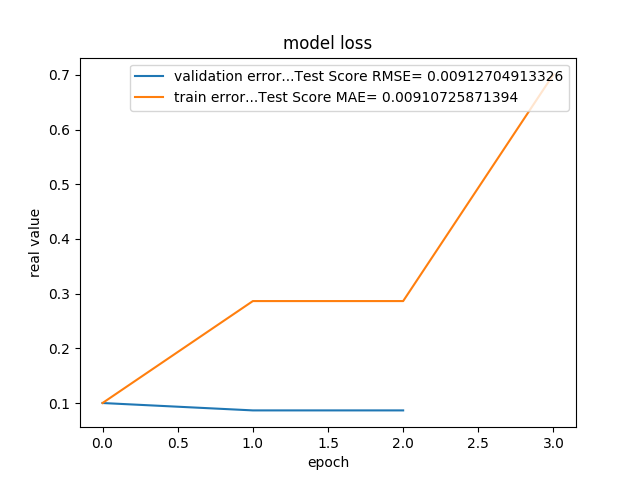 model loss
validation error...Test Score RMSE= 0.00912704913326
train error...Test Score MAE= 0.00910725871394
real value
0.7
0.6
0.5
0.4
0.3
0.2
0.1
0.0 0.5 1.0 1.5 2.0 2.5 3.0
epoch